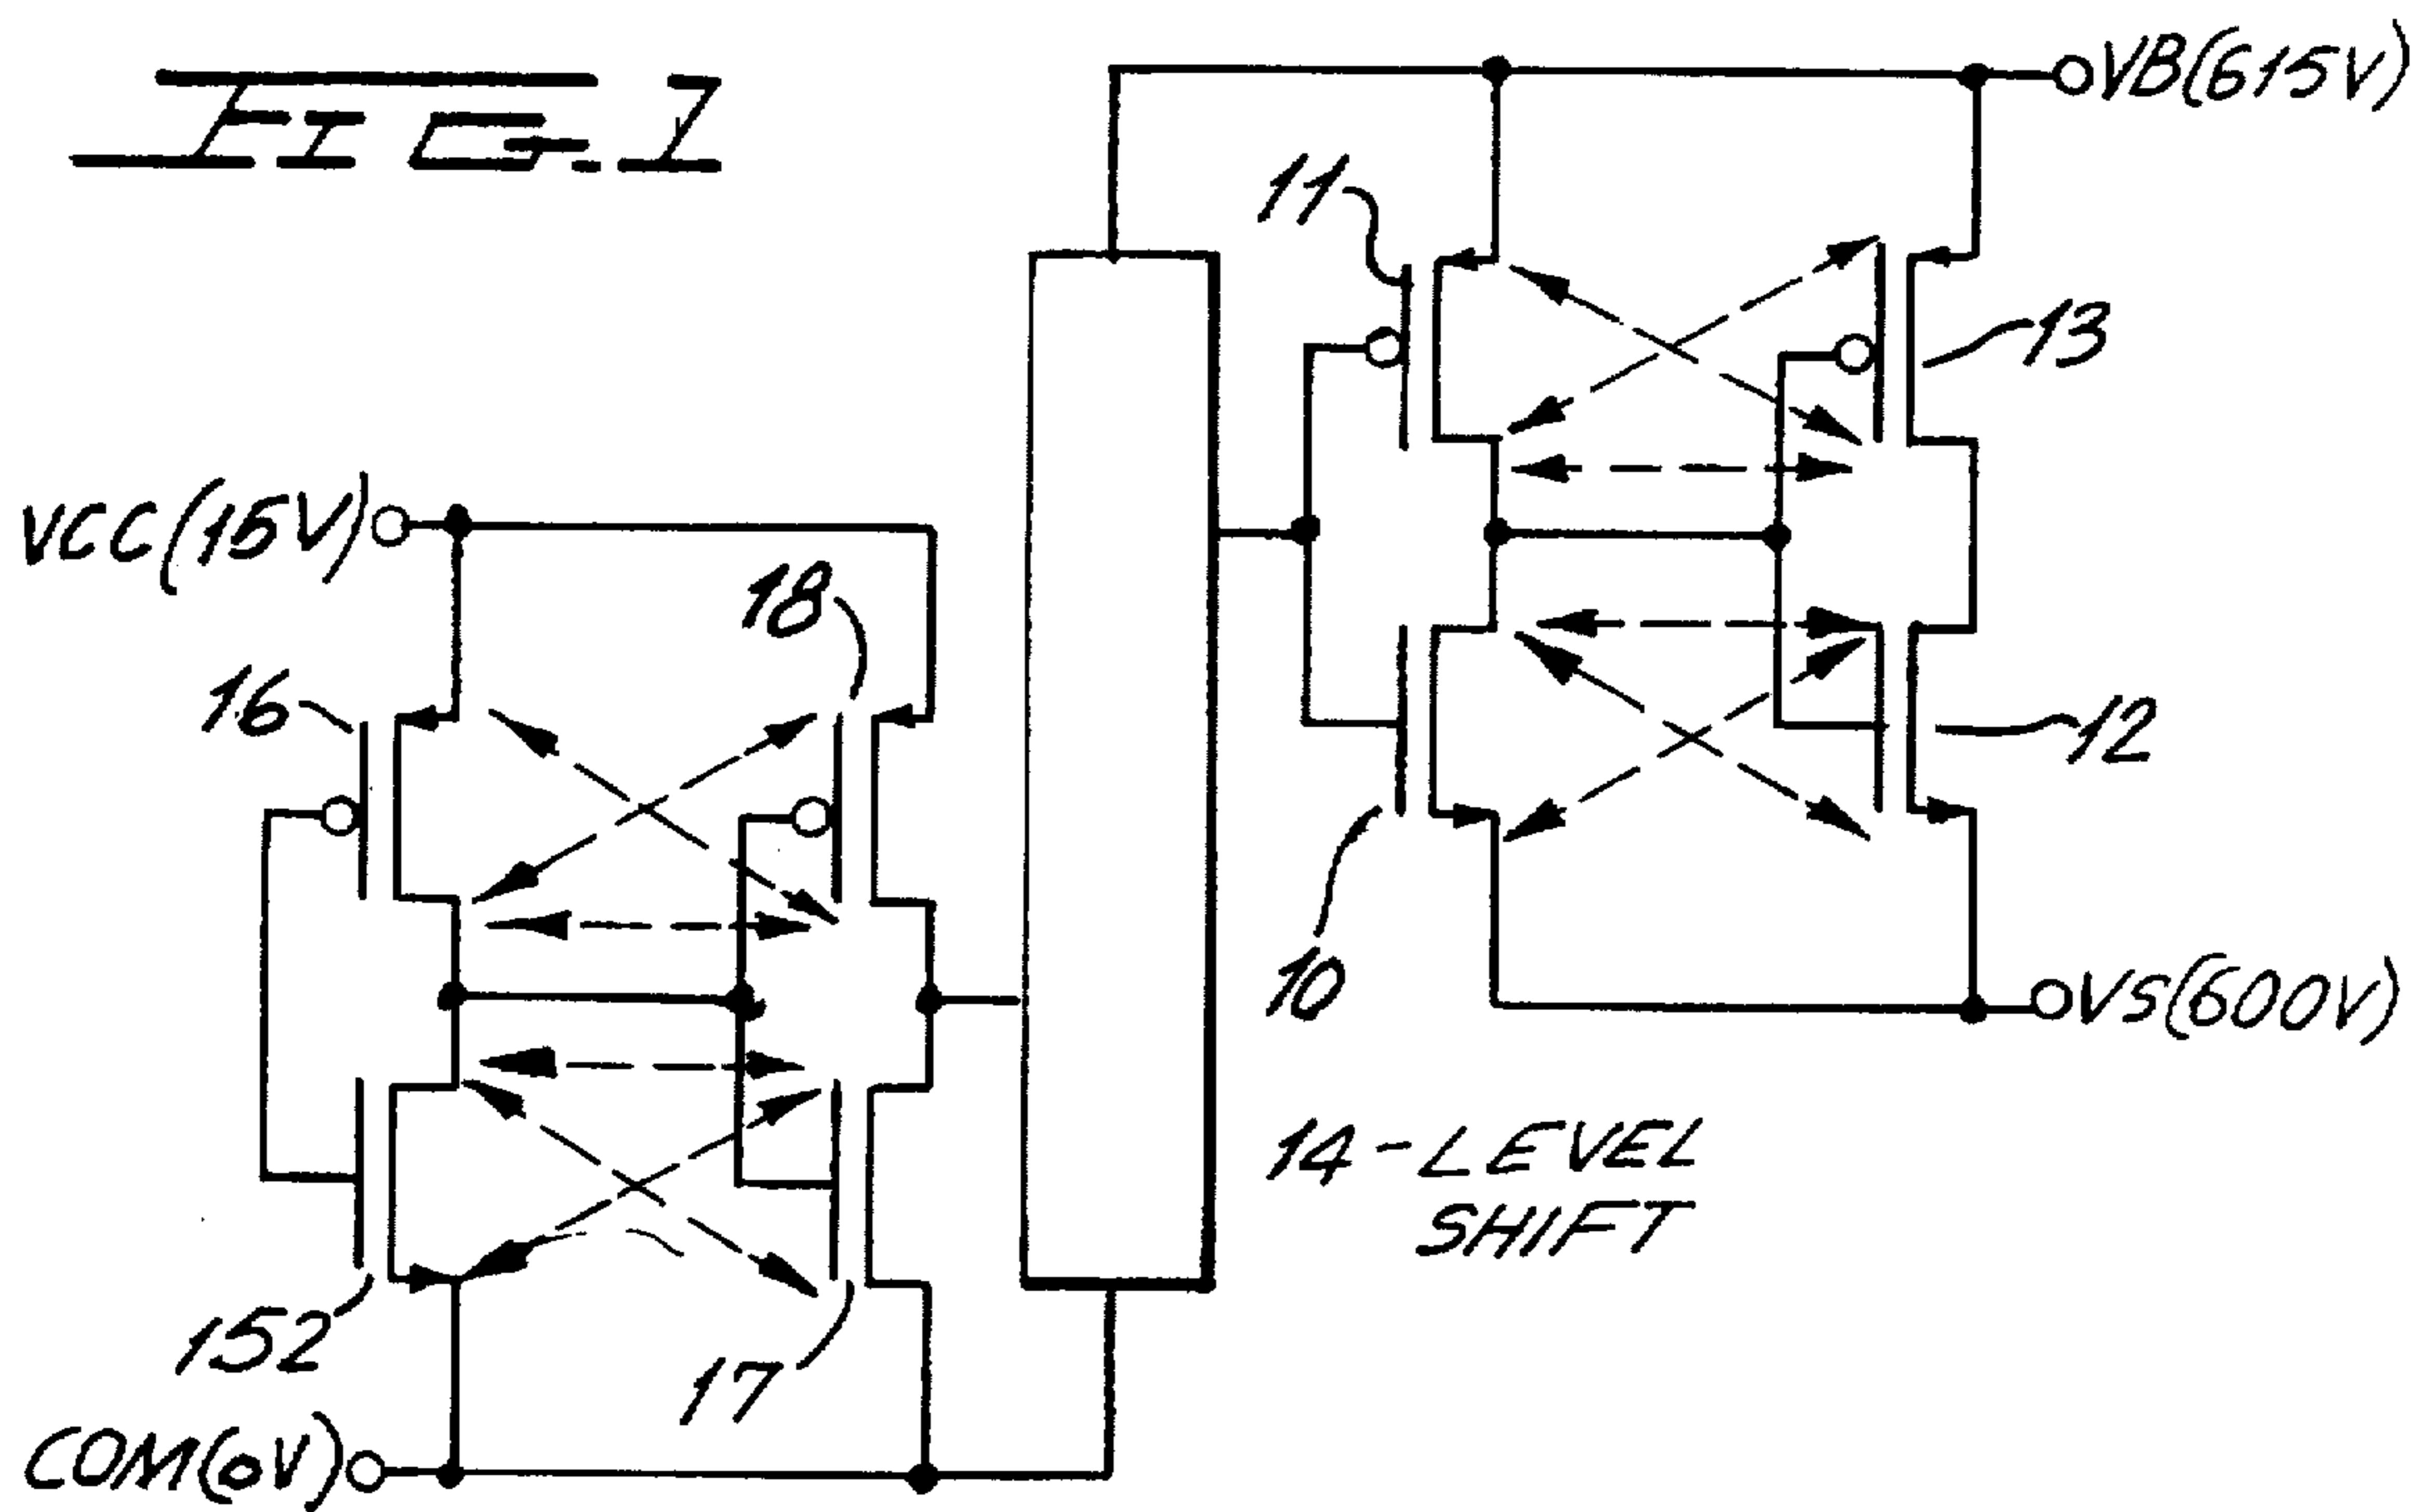 FIG. 1
VB(615V)
11
13
VCC(15V)
18
16
12
10
VS(600V)
14-LEVEL
SHIFT
152
17
COM(0V)